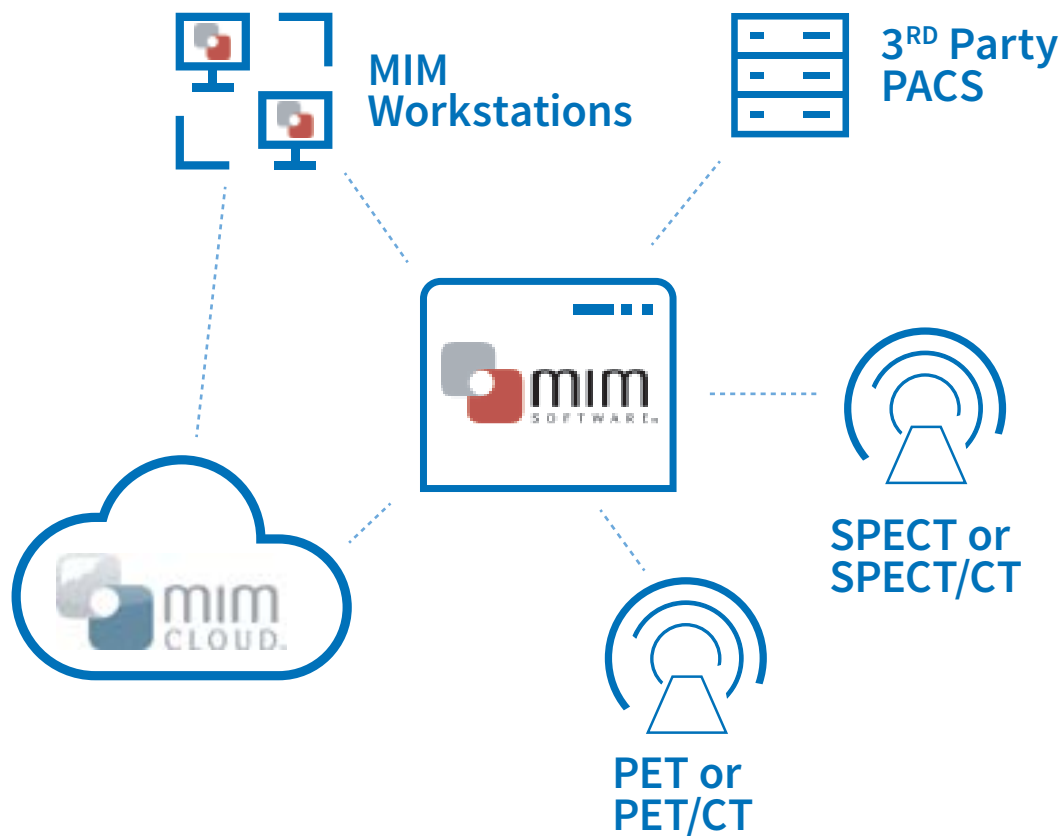 MIM
Workstations
3RD Party
PACS
mim
SOFTWARE
SPECT or
SPECT/CT
mim
CLOUD
PET or
PET/CT